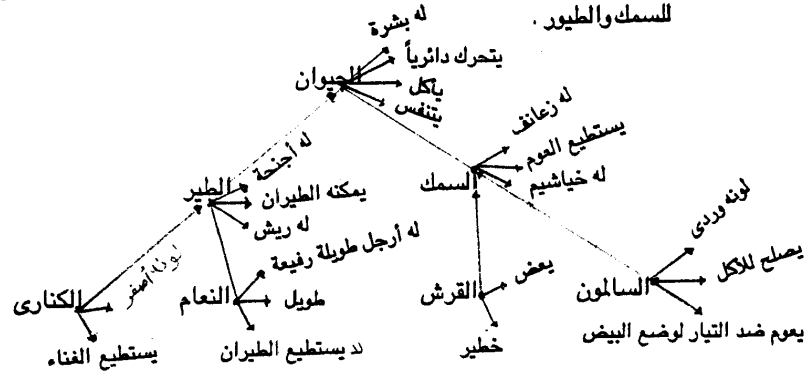 للسمك والطيور .
له بشرة
يتحرك دائرياً
يأكل
يتنفس
الحيوان
له زعانف
يستطيع العوم
له خياشيم
السمك
له أجنحة
يمكنه الطيران
له ريش
الطير
لونه وردى
يصلح للأكل
يعوم ضد التيار لوضع البيض
السالمون
يعض
خطير
القرش
له أرجل طويلة رفيعة
طويل
لا يستطيع الطيران
النعام
لونه أصفر
يستطيع الغناء
الكنارى